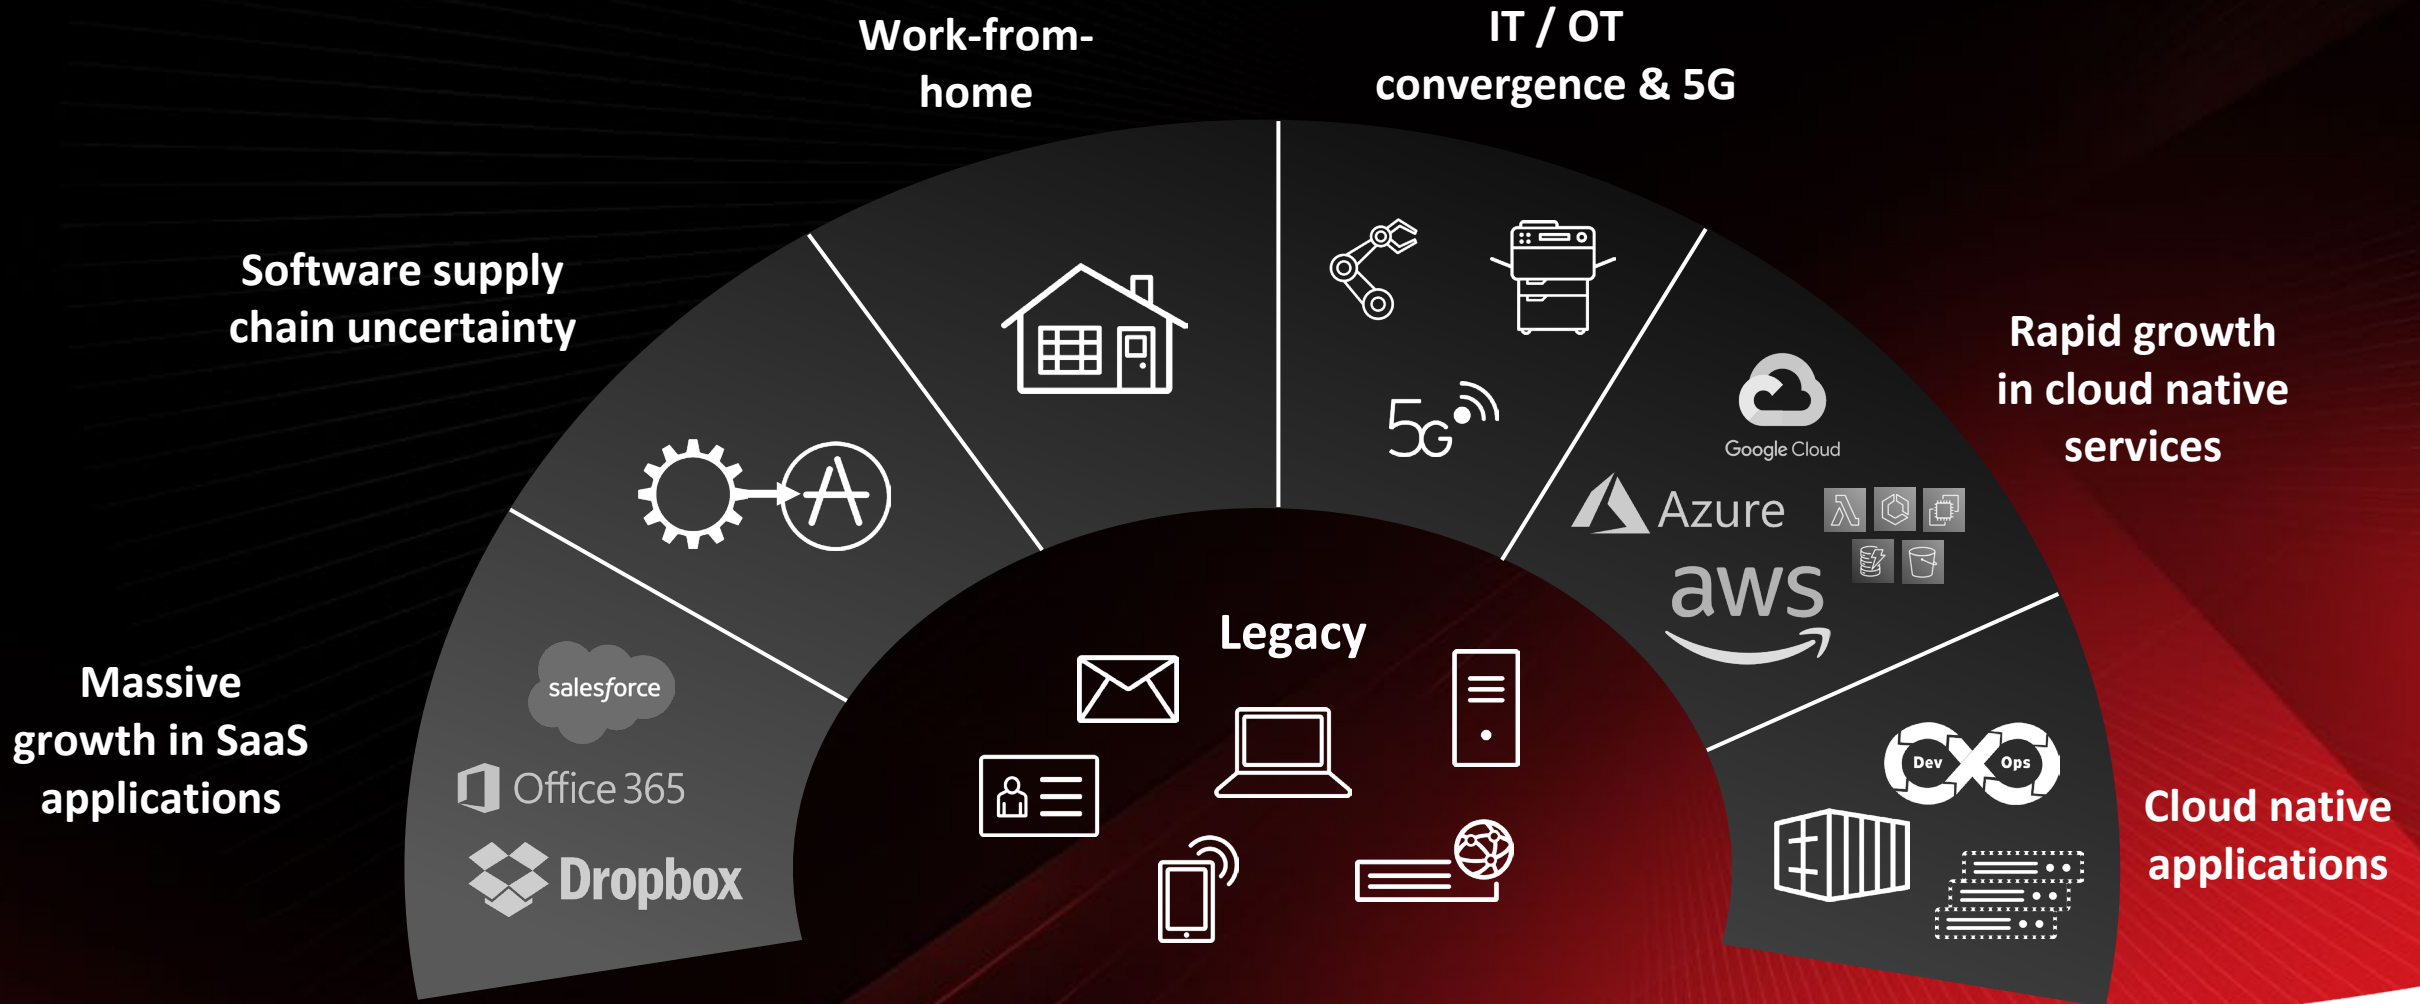 Work-from-
home
IT / OT
convergence & 5G
Software supply
chain uncertainty
Rapid growth
in cloud native
services
Massive
growth in SaaS
applications
Cloud native
applications
5G
Google Cloud
Azure
aws
salesforce
Office 365
Dropbox
Legacy
Dev Ops